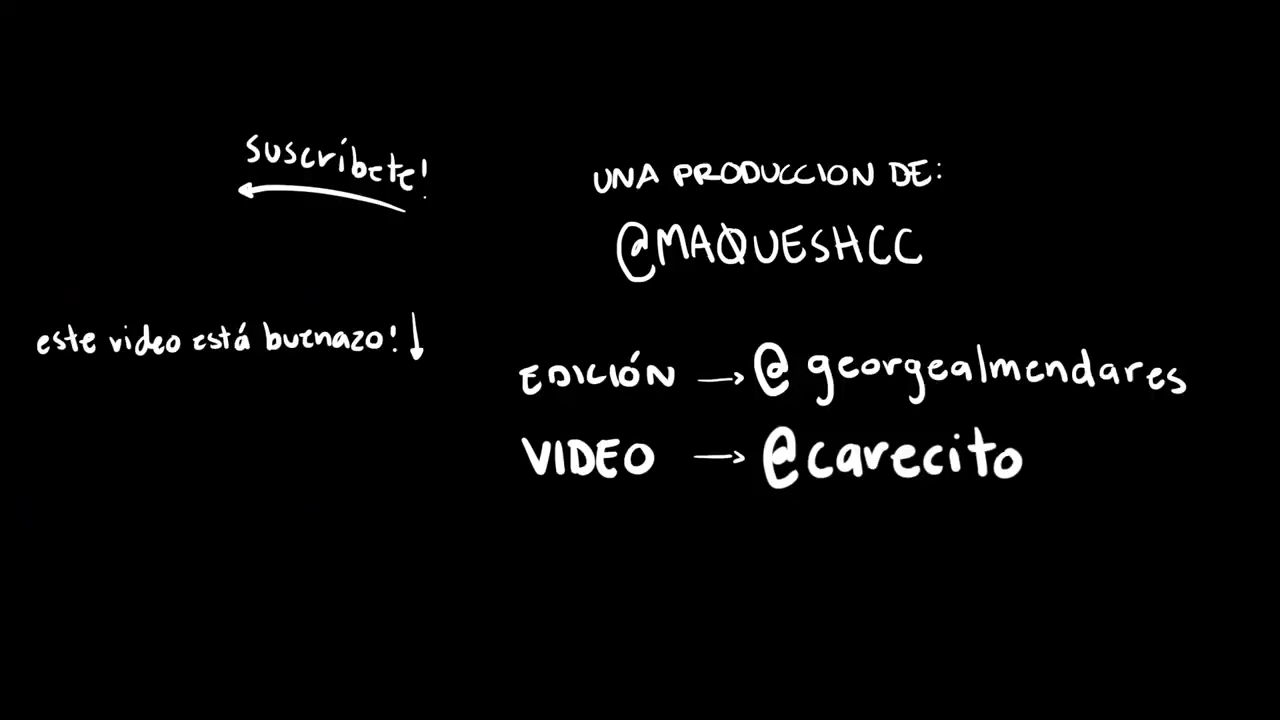 suscríbete!
este video está buenazo!
UNA PRODUCCION DE:
@MAQUESHCC
EDICIÓN → @georgealmendares
VIDEO → @carecito